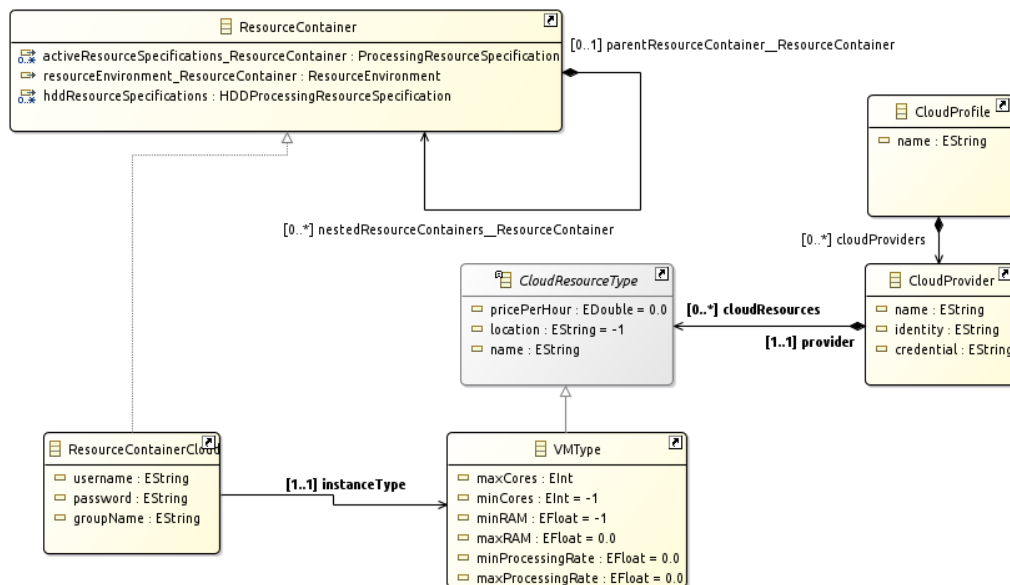 ResourceContainer
0..* activeResourceSpecifications_ResourceContainer : ProcessingResourceSpecification
resourceEnvironment_ResourceContainer : ResourceEnvironment
0..* hddResourceSpecifications : HDDProcessingResourceSpecification
[0..1] parentResourceContainer__ResourceContainer
[0..*] nestedResourceContainers__ResourceContainer
CloudProfile
name : EString
[0..*] cloudProviders
CloudProvider
name : EString
identity : EString
credential : EString
CloudResourceType
pricePerHour : EDouble = 0.0
location : EString = -1
name : EString
[0..*] cloudResources
[1..1] provider
ResourceContainerCloud
username : EString
password : EString
groupName : EString
[1..1] instanceType
VMType
maxCores : EInt
minCores : EInt = -1
minRAM : EFloat = -1
maxRAM : EFloat = 0.0
minProcessingRate : EFloat = 0.0
maxProcessingRate : EFloat = 0.0